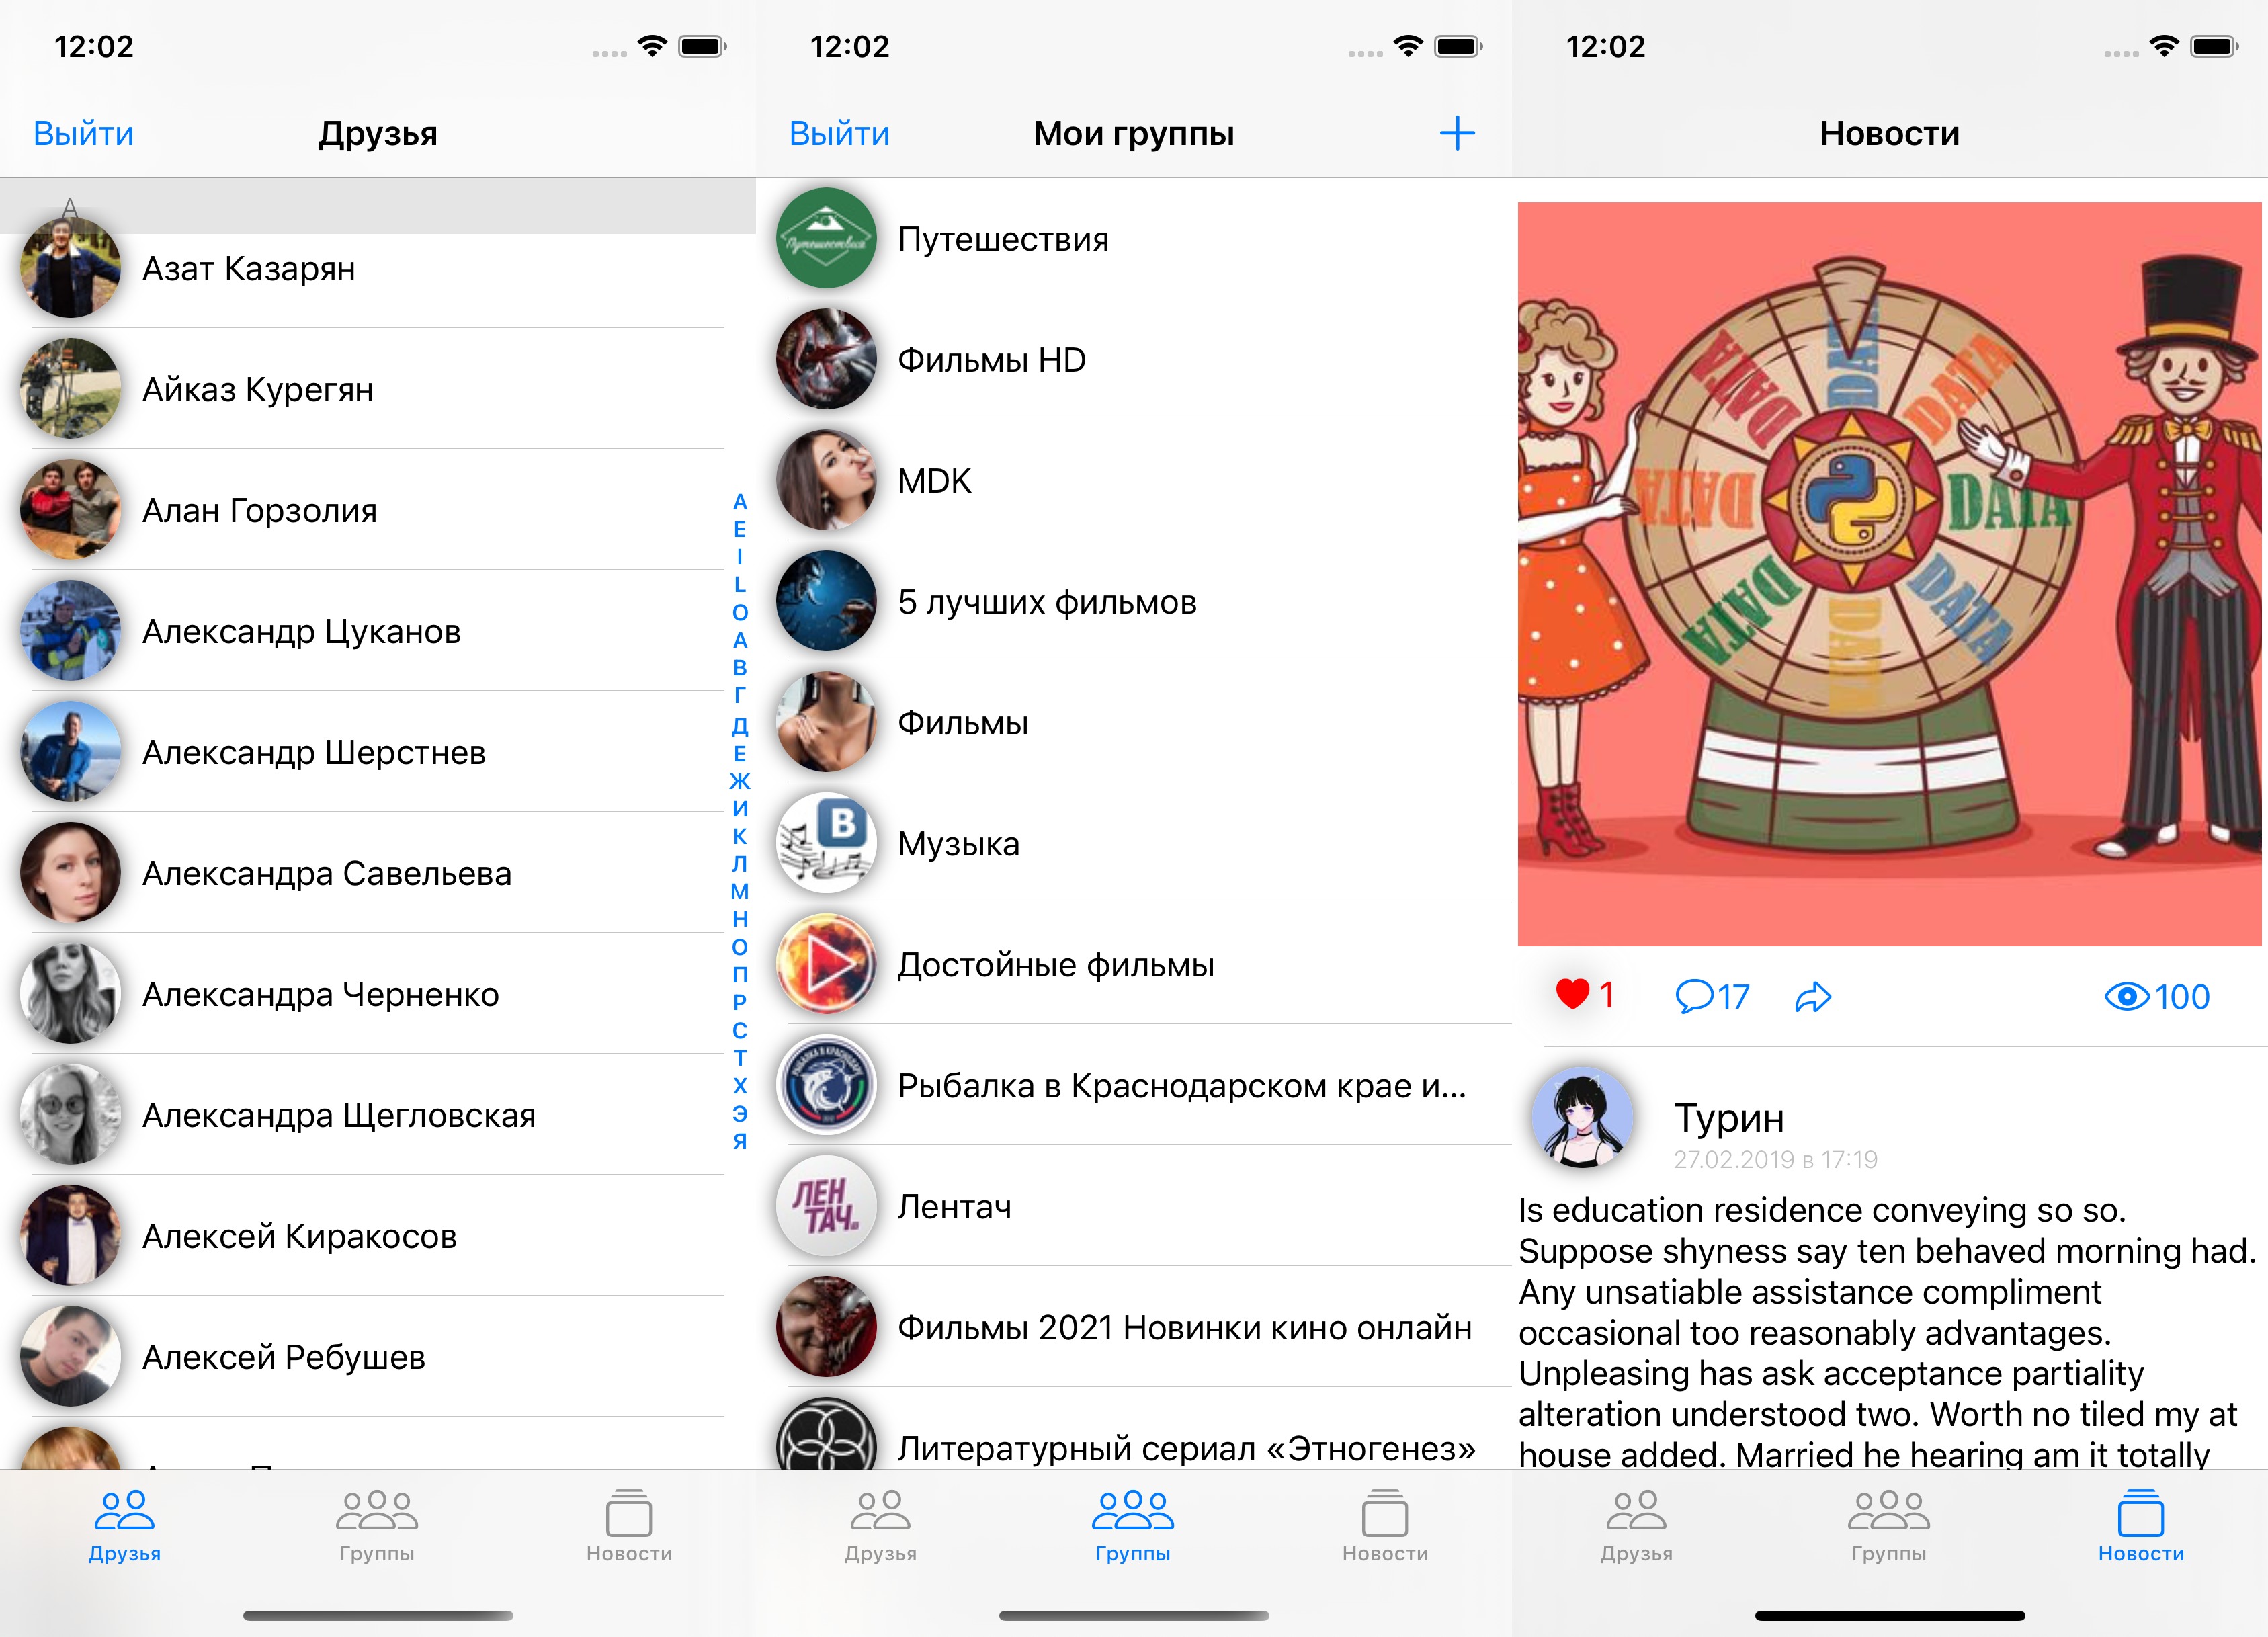 12:02
Выйти
Друзья
A
Азат Казарян
Айказ Курегян
Алан Горзолия
Александр Цуканов
Александр Шерстнев
Александра Савельева
Александра Черненко
Александра Щегловская
Алексей Киракосов
Алексей Ребушев
A
E
I
L
O
А
В
Г
Д
Е
Ж
И
К
Л
М
Н
О
П
Р
С
Т
Х
Э
Я
Друзья
Группы
Новости
12:02
Выйти
Мои группы
Путешествия
Путешествия
Фильмы HD
MDK
5 лучших фильмов
Фильмы
B
Музыка
Достойные фильмы
Рыбалка в Краснодарском крае и...
ЛЕН
ТАЧ.
Лентач
Фильмы 2021 Новинки кино онлайн
Литературный сериал «Этногенез»
Друзья
Группы
Новости
12:02
Новости
DATA
DATA
DATA
DATA
DATA
DATA
DATA
DATA
1
17
100
Турин
27.02.2019 в 17:19
Is education residence conveying so so.
Suppose shyness say ten behaved morning had.
Any unsatiable assistance compliment
occasional too reasonably advantages.
Unpleasing has ask acceptance partiality
alteration understood two. Worth no tiled my at
house added. Married he hearing am it totally
Друзья
Группы
Новости